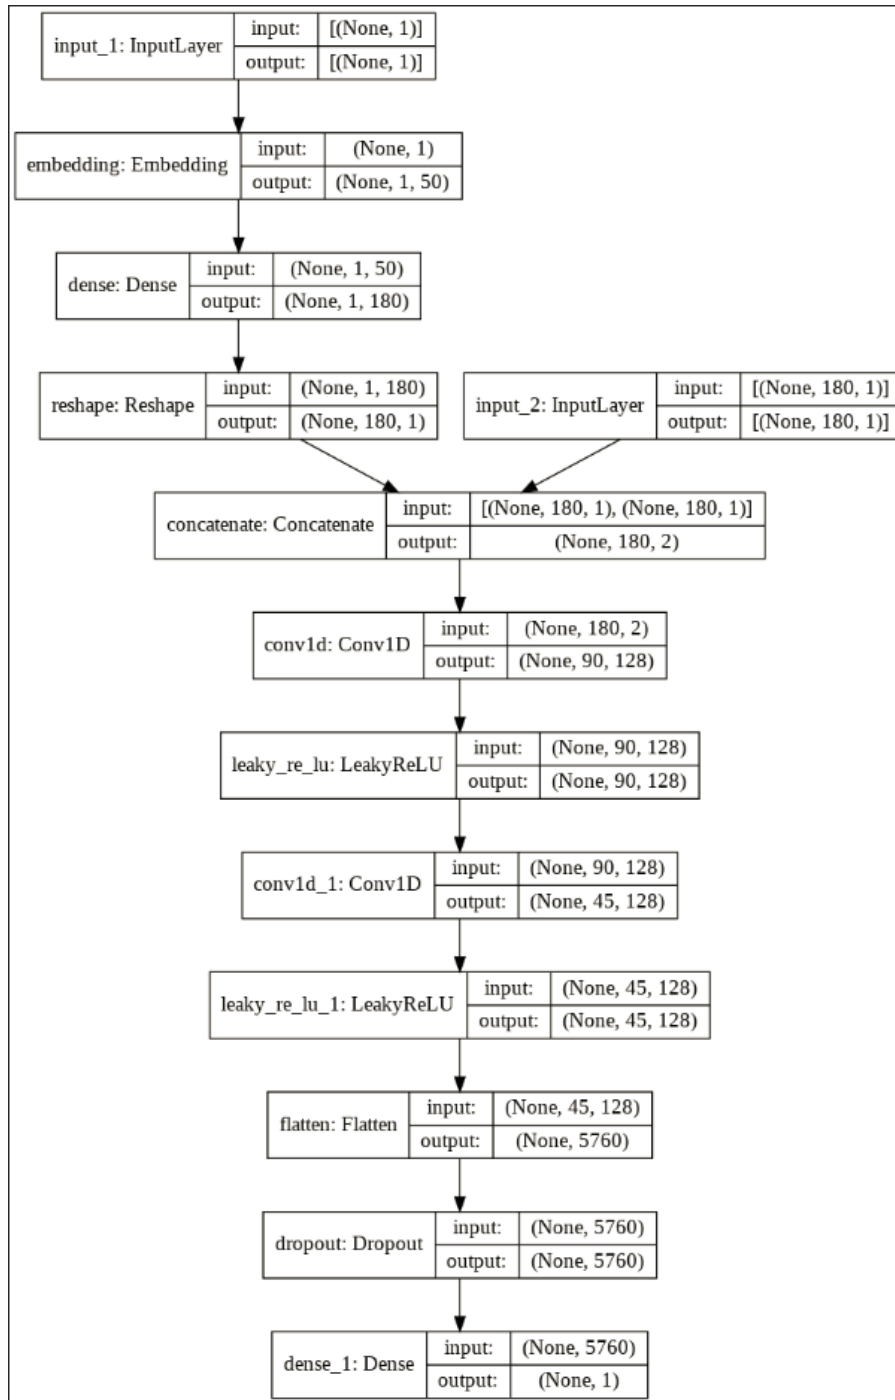 input_1: InputLayer
input: [(None, 1)]
output: [(None, 1)]
embedding: Embedding
input: (None, 1)
output: (None, 1, 50)
dense: Dense
input: (None, 1, 50)
output: (None, 1, 180)
reshape: Reshape
input: (None, 1, 180)
output: (None, 180, 1)
input_2: InputLayer
input: [(None, 180, 1)]
output: [(None, 180, 1)]
concatenate: Concatenate
input: [(None, 180, 1), (None, 180, 1)]
output: (None, 180, 2)
conv1d: Conv1D
input: (None, 180, 2)
output: (None, 90, 128)
leaky_re_lu: LeakyReLU
input: (None, 90, 128)
output: (None, 90, 128)
conv1d_1: Conv1D
input: (None, 90, 128)
output: (None, 45, 128)
leaky_re_lu_1: LeakyReLU
input: (None, 45, 128)
output: (None, 45, 128)
flatten: Flatten
input: (None, 45, 128)
output: (None, 5760)
dropout: Dropout
input: (None, 5760)
output: (None, 5760)
dense_1: Dense
input: (None, 5760)
output: (None, 1)